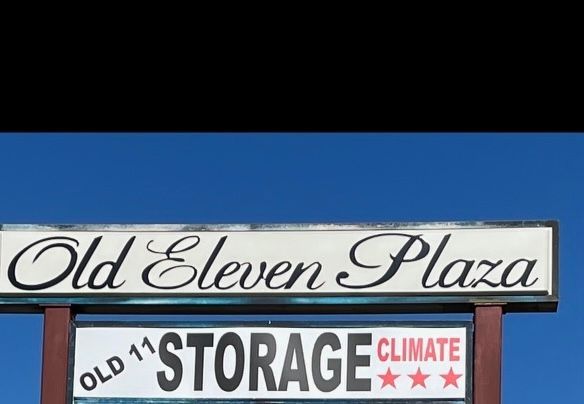 Old Eleven Plaza
OLD 11 STORAGE CLIMATE
★★★